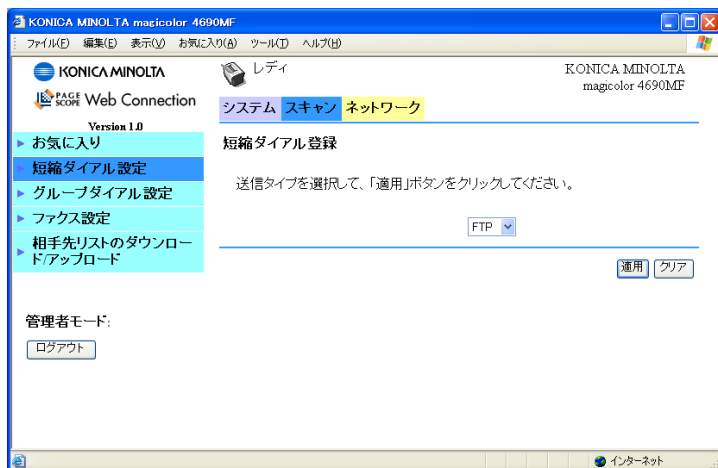 KONICA MINOLTA magicolor 4690MF
ファイル(F) 編集(E) 表示(V) お気に入り(A) ツール(T) ヘルプ(H)
KONICA MINOLTA
レディ
KONICA MINOLTA
magicolor 4690MF
PAGE SCOPE Web Connection
Version 1.0
システム スキャン ネットワーク
お気に入り
短縮ダイアル設定
グループダイアル設定
ファクス設定
相手先リストのダウンロー
ド/アップロード
短縮ダイアル登録
送信タイプを選択して、「適用」ボタンをクリックしてください。
FTP
適用 クリア
管理者モード:
ログアウト
インターネット